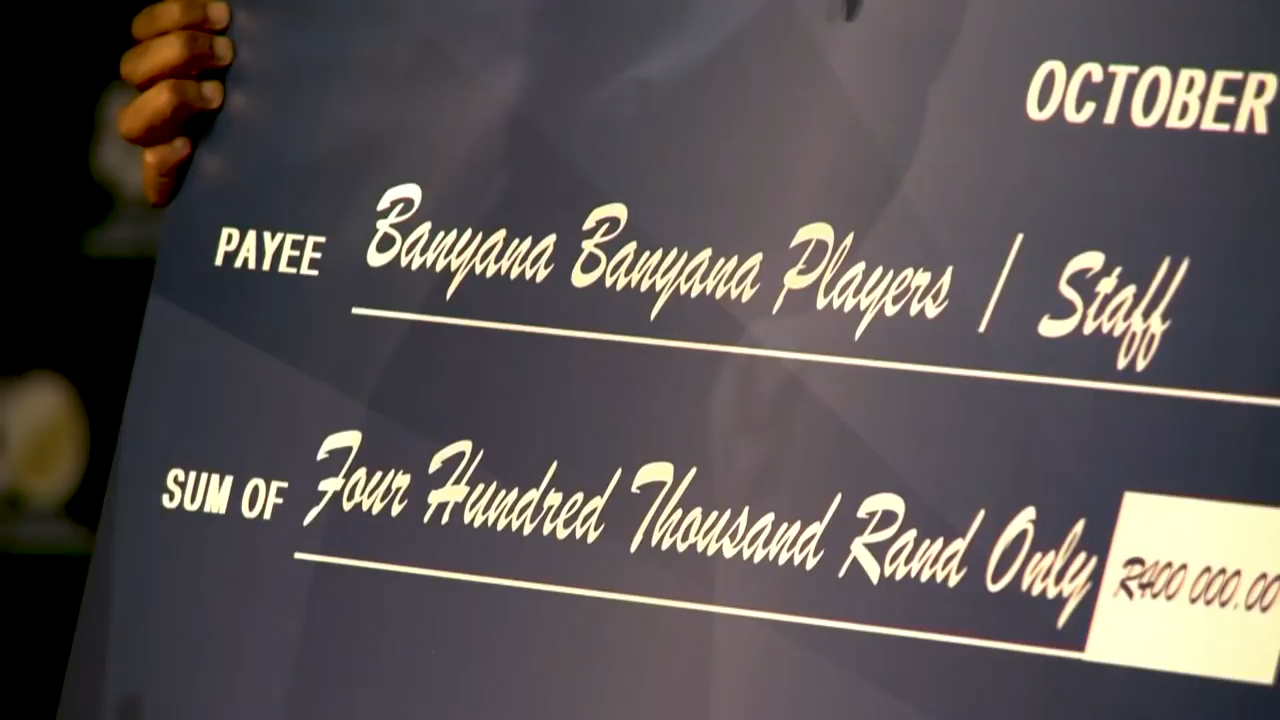 OCTOBER
PAYEE Banyana Banyana Players / Staff
SUM OF Four Hundred Thousand Rand Only R400 000.00